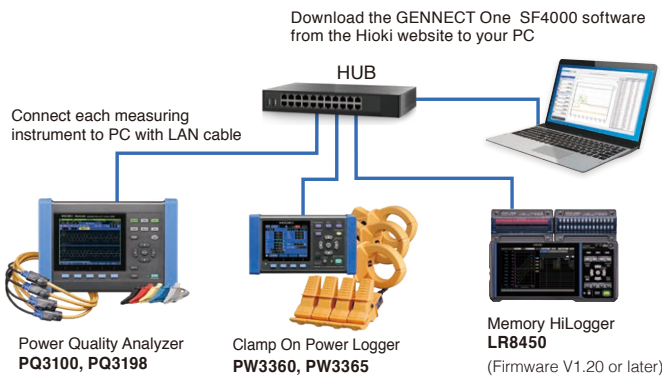 Download the GENNECT One SF4000 software
from the Hioki website to your PC
HUB
Connect each measuring
instrument to PC with LAN cable
Power Quality Analyzer
PQ3100, PQ3198
Clamp On Power Logger
PW3360, PW3365
Memory HiLogger
LR8450
(Firmware V1.20 or later)